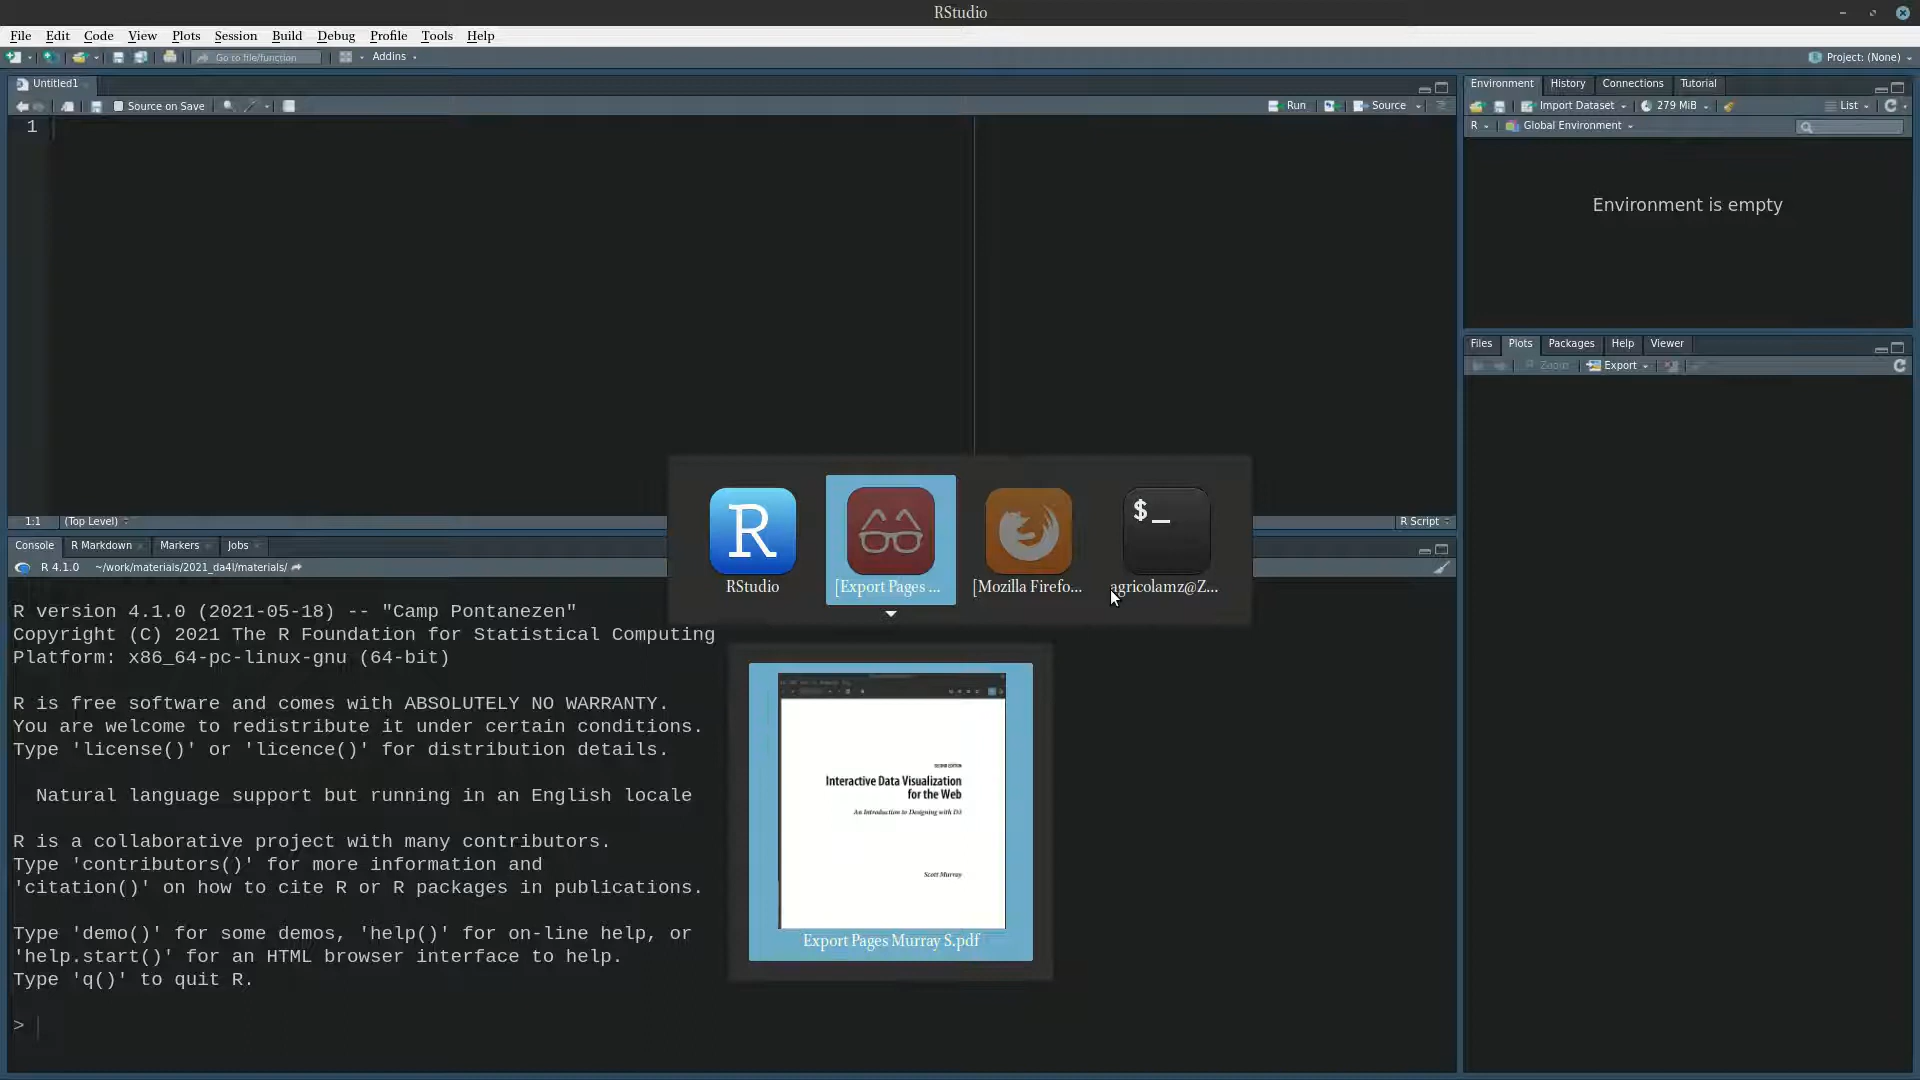 RStudio
File Edit Code View Plots Session Build Debug Profile Tools Help
Go to file/function Addins Project: (None)
Untitled1
Source on Save Run Source
1
1:1 (Top Level) R Script
Console R Markdown Markers Jobs
R 4.1.0 ~/work/materials/2021_da4l/materials/
R version 4.1.0 (2021-05-18) -- "Camp Pontanezen"
Copyright (C) 2021 The R Foundation for Statistical Computing
Platform: x86_64-pc-linux-gnu (64-bit)
R is free software and comes with ABSOLUTELY NO WARRANTY.
You are welcome to redistribute it under certain conditions.
Type 'license()' or 'licence()' for distribution details.
Natural language support but running in an English locale
R is a collaborative project with many contributors.
Type 'contributors()' for more information and
'citation()' on how to cite R or R packages in publications.
Type 'demo()' for some demos, 'help()' for on-line help, or
'help.start()' for an HTML browser interface to help.
Type 'q()' to quit R.
>
Environment History Connections Tutorial
Import Dataset 279 MiB List
R Global Environment
Environment is empty
Files Plots Packages Help Viewer
Zoom Export
R
$_
RStudio
[Export Pages ...
[Mozilla Firefo...
agricolamz@Z...
SECOND EDITION
Interactive Data Visualization
for the Web
An Introduction to Designing with D3
Scott Murray
Export Pages Murray S.pdf